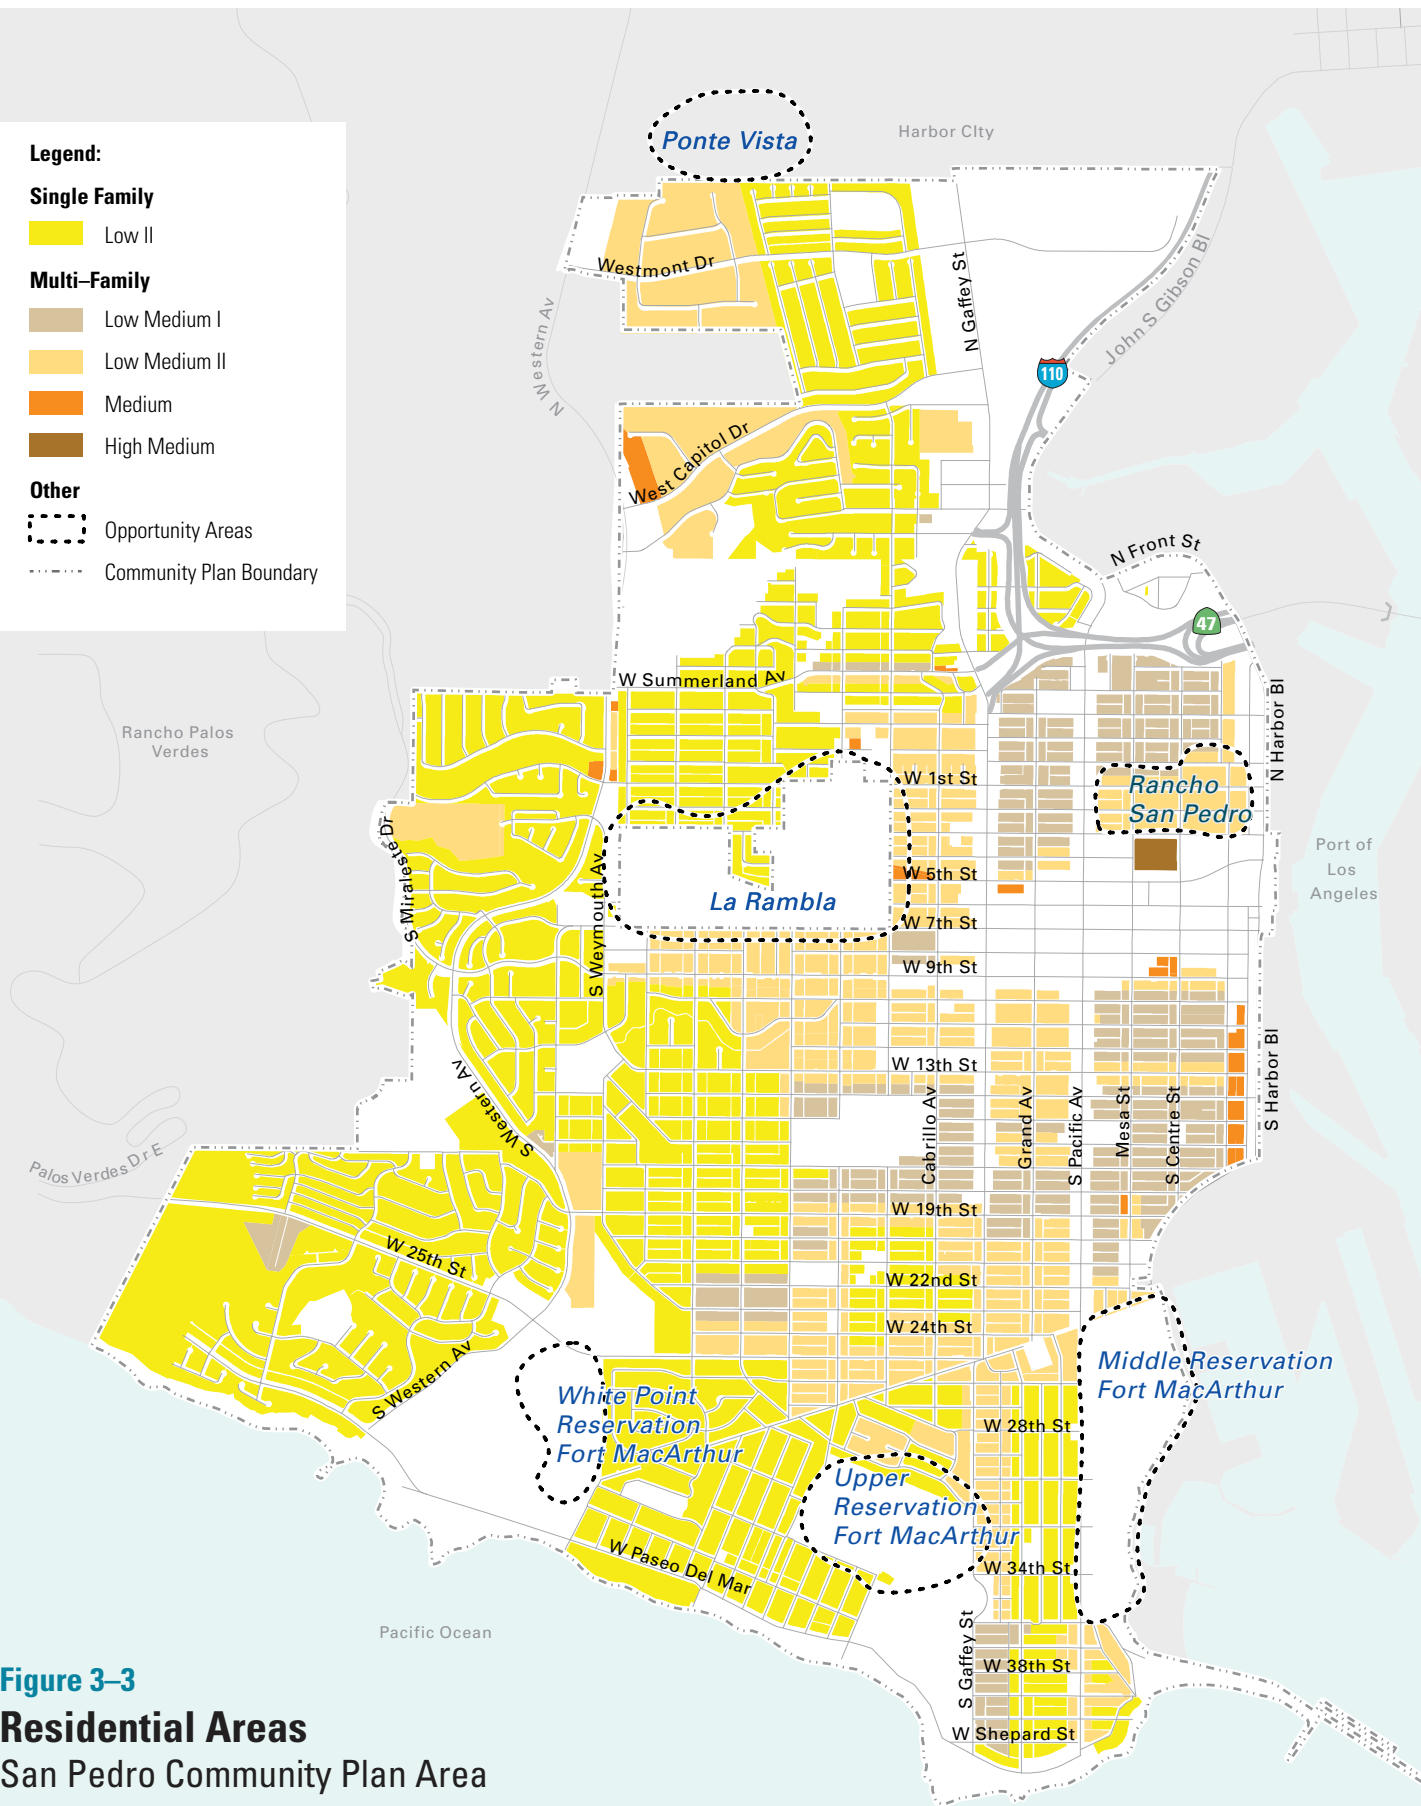 Legend:
Single Family
Low II
Multi–Family
Low Medium I
Low Medium II
Medium
High Medium
Other
Opportunity Areas
Community Plan Boundary
Ponte Vista
Harbor CIty
Westmont Dr
N Gaffey St
John S Gibson Bl
N Western Av
110
West Capitol Dr
N Front St
47
W Summerland Av
N Harbor Bl
Rancho Palos
Verdes
W 1st St
Rancho
San Pedro
S Miraleste Dr
S Weymouth Av
Port of
Los
Angeles
W 5th St
La Rambla
W 7th St
W 9th St
W 13th St
S Harbor Bl
S Western Av
Cabrillo Av
Grand Av
S Pacific Av
Mesa St
S Centre St
Palos Verdes Dr E
W 19th St
W 25th St
W 22nd St
W 24th St
S Western Av
Middle Reservation
Fort MacArthur
White Point
Reservation
Fort MacArthur
W 28th St
Upper
Reservation
Fort MacArthur
W Paseo Del Mar
W 34th St
Pacific Ocean
S Gaffey St
W 38th St
W Shepard St
Figure 3–3
Residential Areas
San Pedro Community Plan Area